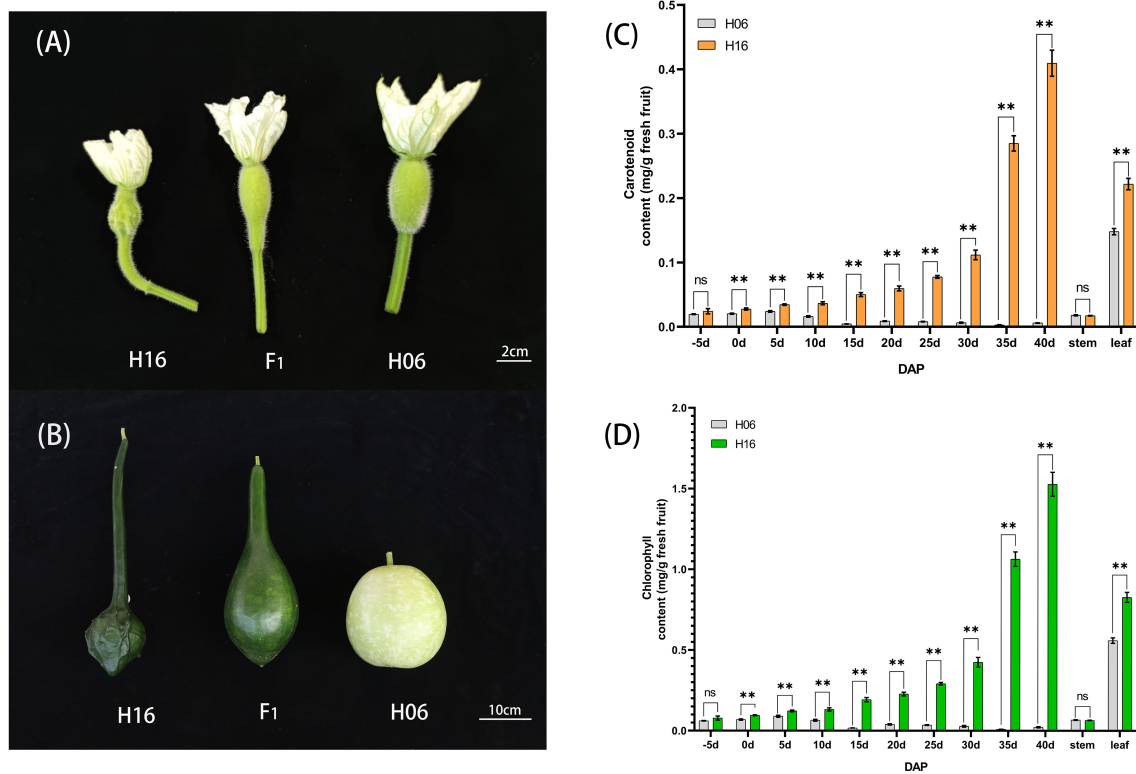 (A)
H16
F1
H06
2cm
(B)
H16
F1
H06
10cm
(C)
H06
H16
Carotenoid
content (mg/g fresh fruit)
0.5
0.4
0.3
0.2
0.1
0.0
ns
**
**
**
**
**
**
**
**
**
ns
**
-5d 0d 5d 10d 15d 20d 25d 30d 35d 40d stem leaf
DAP
(D)
H06
H16
Chlorophyll
content (mg/g fresh fruit)
2.0
1.5
1.0
0.5
0.0
ns
**
**
**
**
**
**
**
**
**
ns
**
-5d 0d 5d 10d 15d 20d 25d 30d 35d 40d stem leaf
DAP